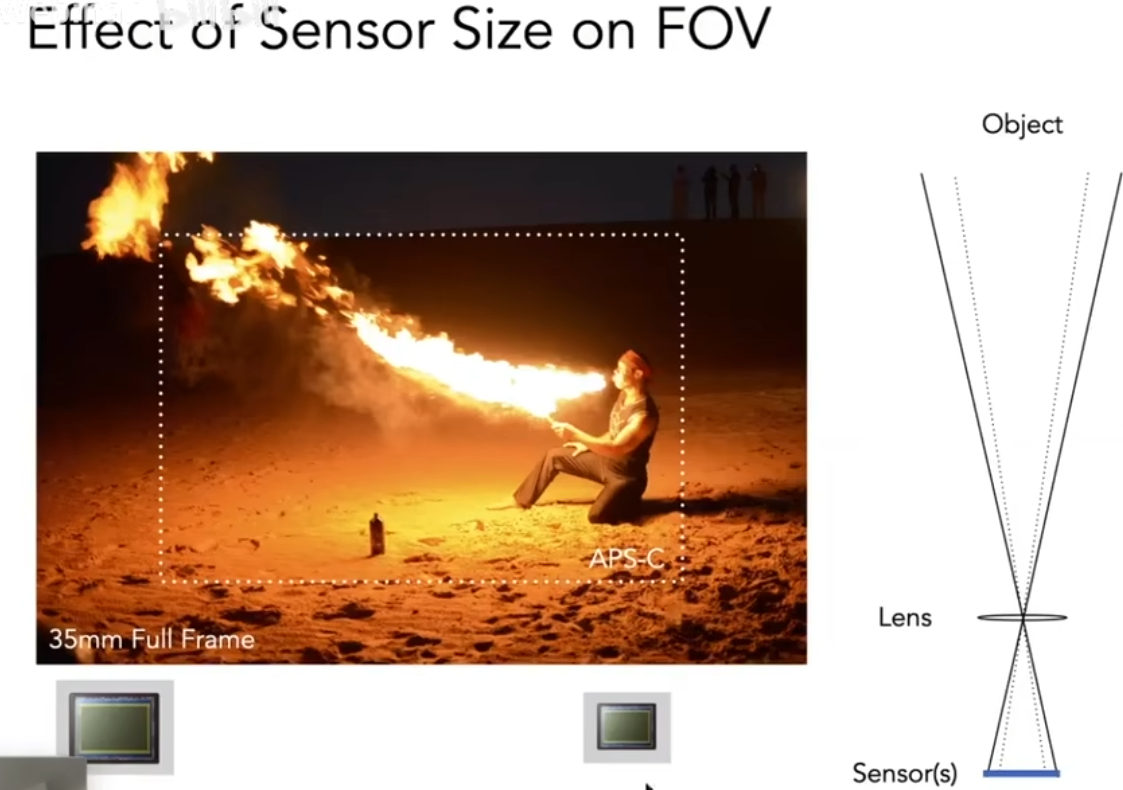 Effect of Sensor Size on FOV
Object
APS-C
35mm Full Frame
Lens
Sensor(s)